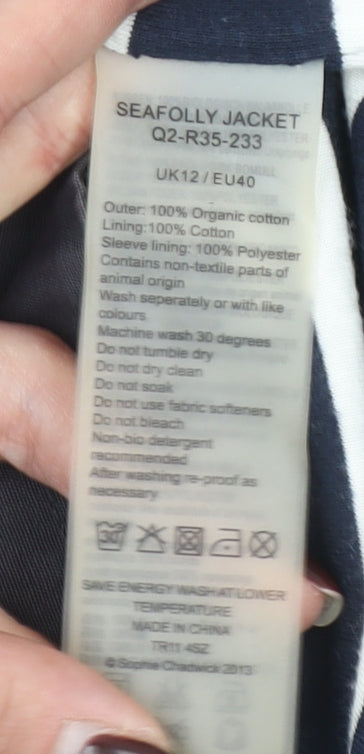 SEAFOLLY JACKET
Q2-R35-233
UK12 / EU40
Outer: 100% Organic cotton
Lining:100% Cotton
Sleeve lining: 100% Polyester
Contains non-textile parts of
animal origin
Wash seperately or with like
colours
Machine wash 30 degrees
Do not tumble dry
Do not dry clean
Do not soak
Do not use fabric softeners
Do not bleach
Non-bio detergent
recommended
After washing re-proof as
necessary
30
SAVE ENERGY WASH AT LOWER
TEMPERATURE
MADE IN CHINA
TR11 4SZ
© Sophie Chadwick 2013